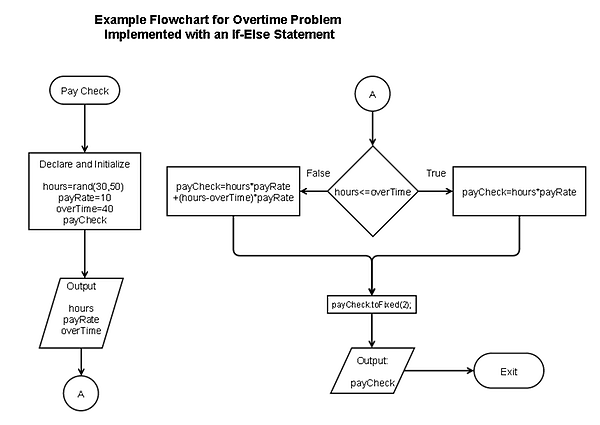 Example Flowchart for Overtime Problem
Implemented with an If-Else Statement
Pay Check
Declare and Initialize
hours=rand(30,50)
payRate=10
overTime=40
payCheck
Output
hours
payRate
overTime
A
A
hours<=overTime
False
True
payCheck=hours*payRate
+(hours-overTime)*payRate
payCheck=hours*payRate
payCheck.toFixed(2);
Output:
payCheck
Exit